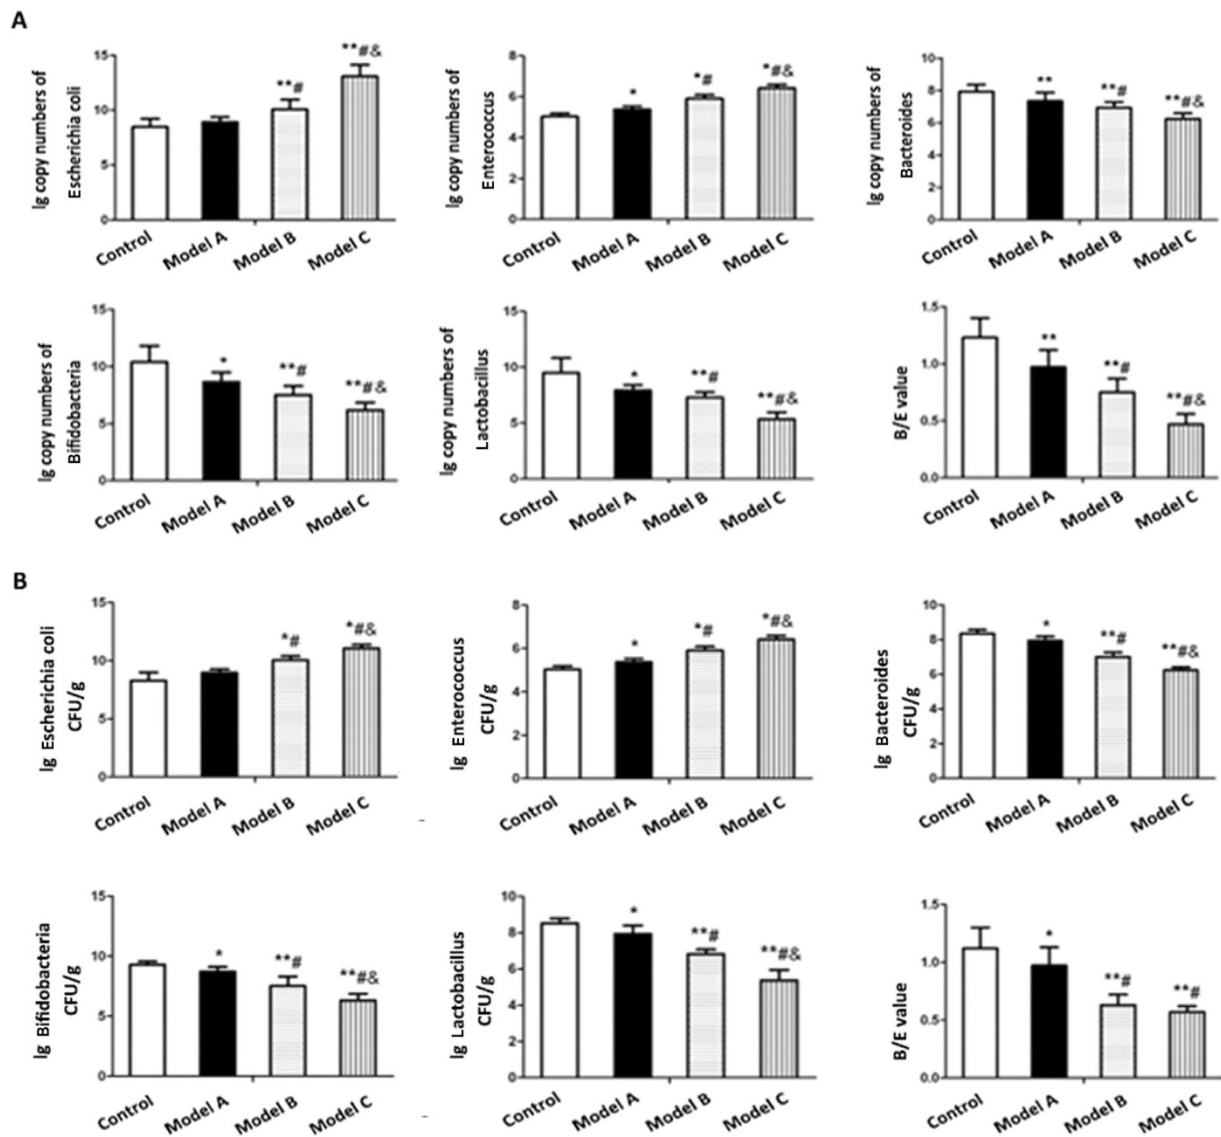 A
lg copy numbers of
Escherichia coli
15
10
5
0
**#
**#&
Control
Model A
Model B
Model C
lg copy numbers of
Enterococcus
8
6
4
2
0
*
*#
*#&
Control
Model A
Model B
Model C
lg copy numbers of
Bacteroides
10
8
6
4
2
0
**
**#
**#&
Control
Model A
Model B
Model C
lg copy numbers of
Bifidobacteria
15
10
5
0
*
**#
**#&
Control
Model A
Model B
Model C
lg copy numbers of
Lactobacillus
15
10
5
0
*
**#
**#&
Control
Model A
Model B
Model C
B/E value
1.5
1.0
0.5
0.0
**
**#
**#&
Control
Model A
Model B
Model C
B
lg Escherichia coli
CFU/g
15
10
5
0
*#
*#&
Control
Model A
Model B
Model C
lg Enterococcus
CFU/g
8
6
4
2
0
*
*#
*#&
Control
Model A
Model B
Model C
lg Bacteroides
CFU/g
10
8
6
4
2
0
*
**#
**#&
Control
Model A
Model B
Model C
lg Bifidobacteria
CFU/g
15
10
5
0
*
**#
**#&
Control
Model A
Model B
Model C
lg Lactobacillus
CFU/g
10
8
6
4
2
0
*
**#
**#&
Control
Model A
Model B
Model C
B/E value
1.5
1.0
0.5
0.0
*
**#
**#
Control
Model A
Model B
Model C